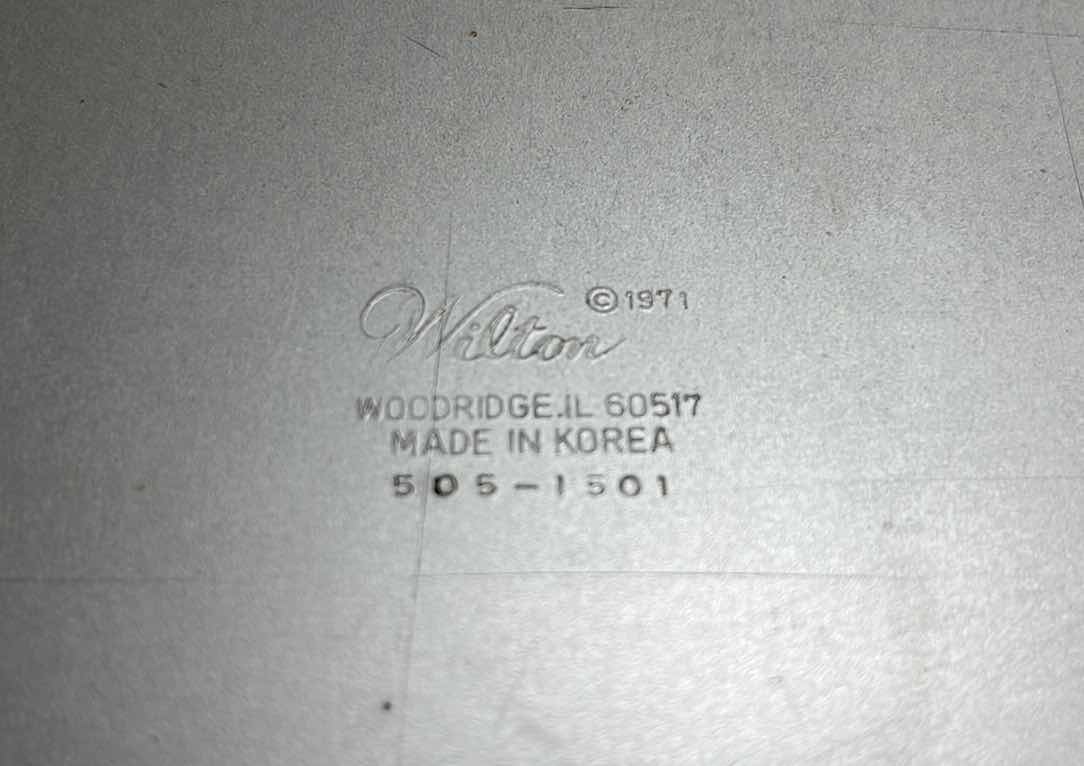 Wilton ©1971
WOODRIDGE.IL 60517
MADE IN KOREA
505-1501